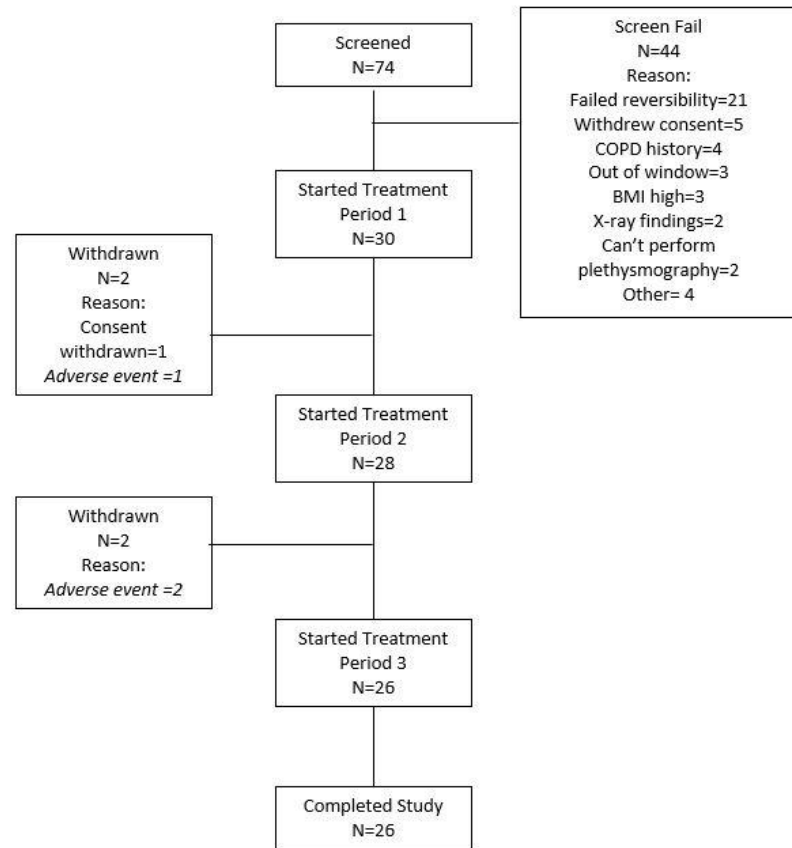 Screened
N=74
Screen Fail
N=44
Reason:
Failed reversibility=21
Withdrew consent=5
COPD history=4
Out of window=3
BMI high=3
X-ray findings=2
Can't perform
plethysmography=2
Other= 4
Started Treatment
Period 1
N=30
Withdrawn
N=2
Reason:
Consent
withdrawn=1
Adverse event =1
Started Treatment
Period 2
N=28
Withdrawn
N=2
Reason:
Adverse event =2
Started Treatment
Period 3
N=26
Completed Study
N=26